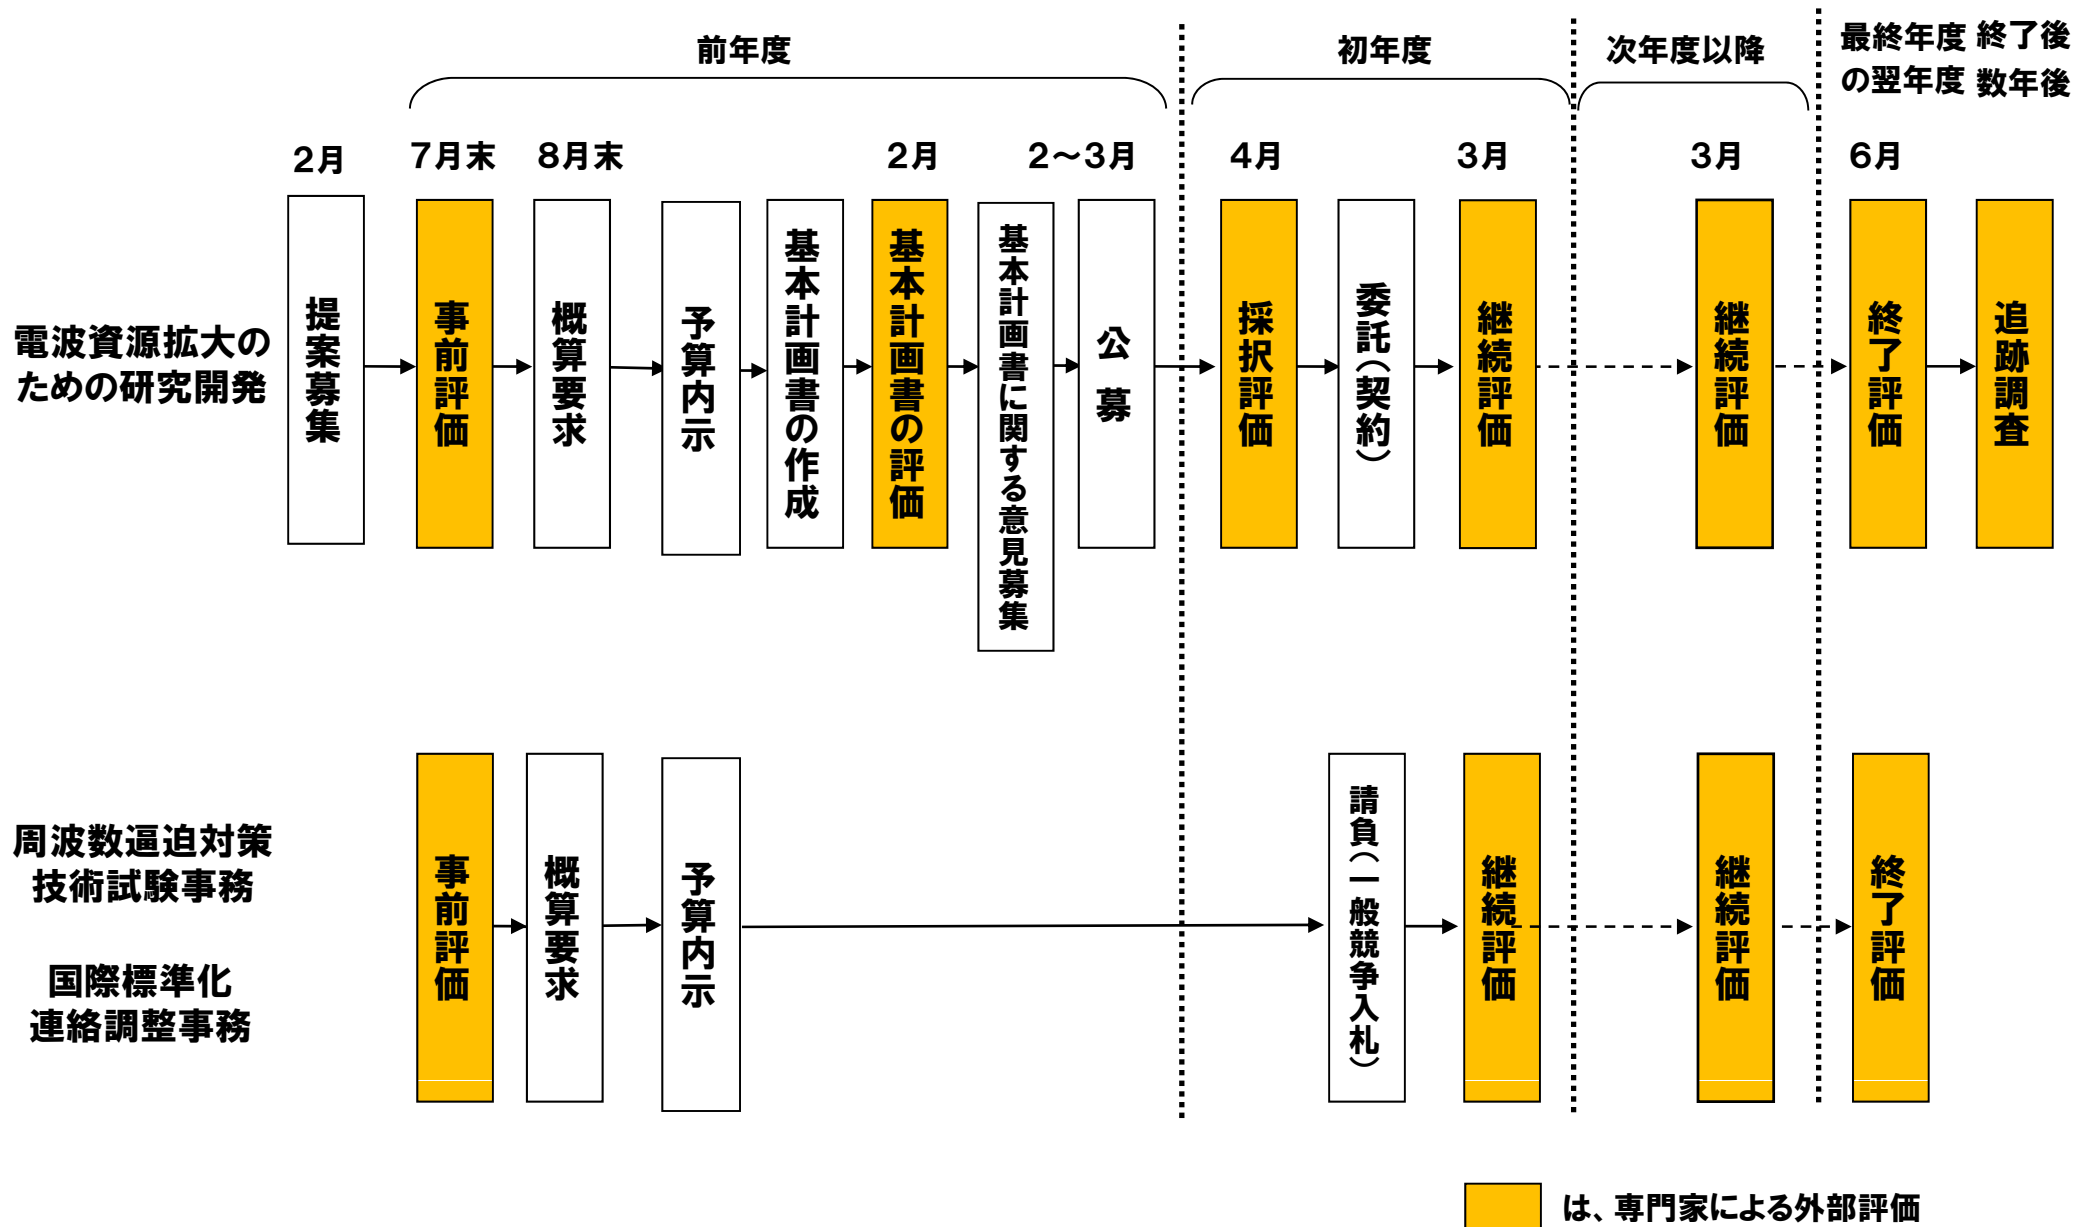 前年度
初年度
次年度以降
最終年度
の翌年度
終了後
数年後
2月
7月末
8月末
2月
2～3月
4月
3月
3月
6月
電波資源拡大の
ための研究開発
提案募集
事前評価
概算要求
予算内示
基本計画書の作成
基本計画書の評価
基本計画書に関する意見募集
公募
採択評価
委託（契約）
継続評価
継続評価
終了評価
追跡調査
周波数逼迫対策
技術試験事務
国際標準化
連絡調整事務
事前評価
概算要求
予算内示
請負（一般競争入札）
継続評価
継続評価
終了評価
は、専門家による外部評価